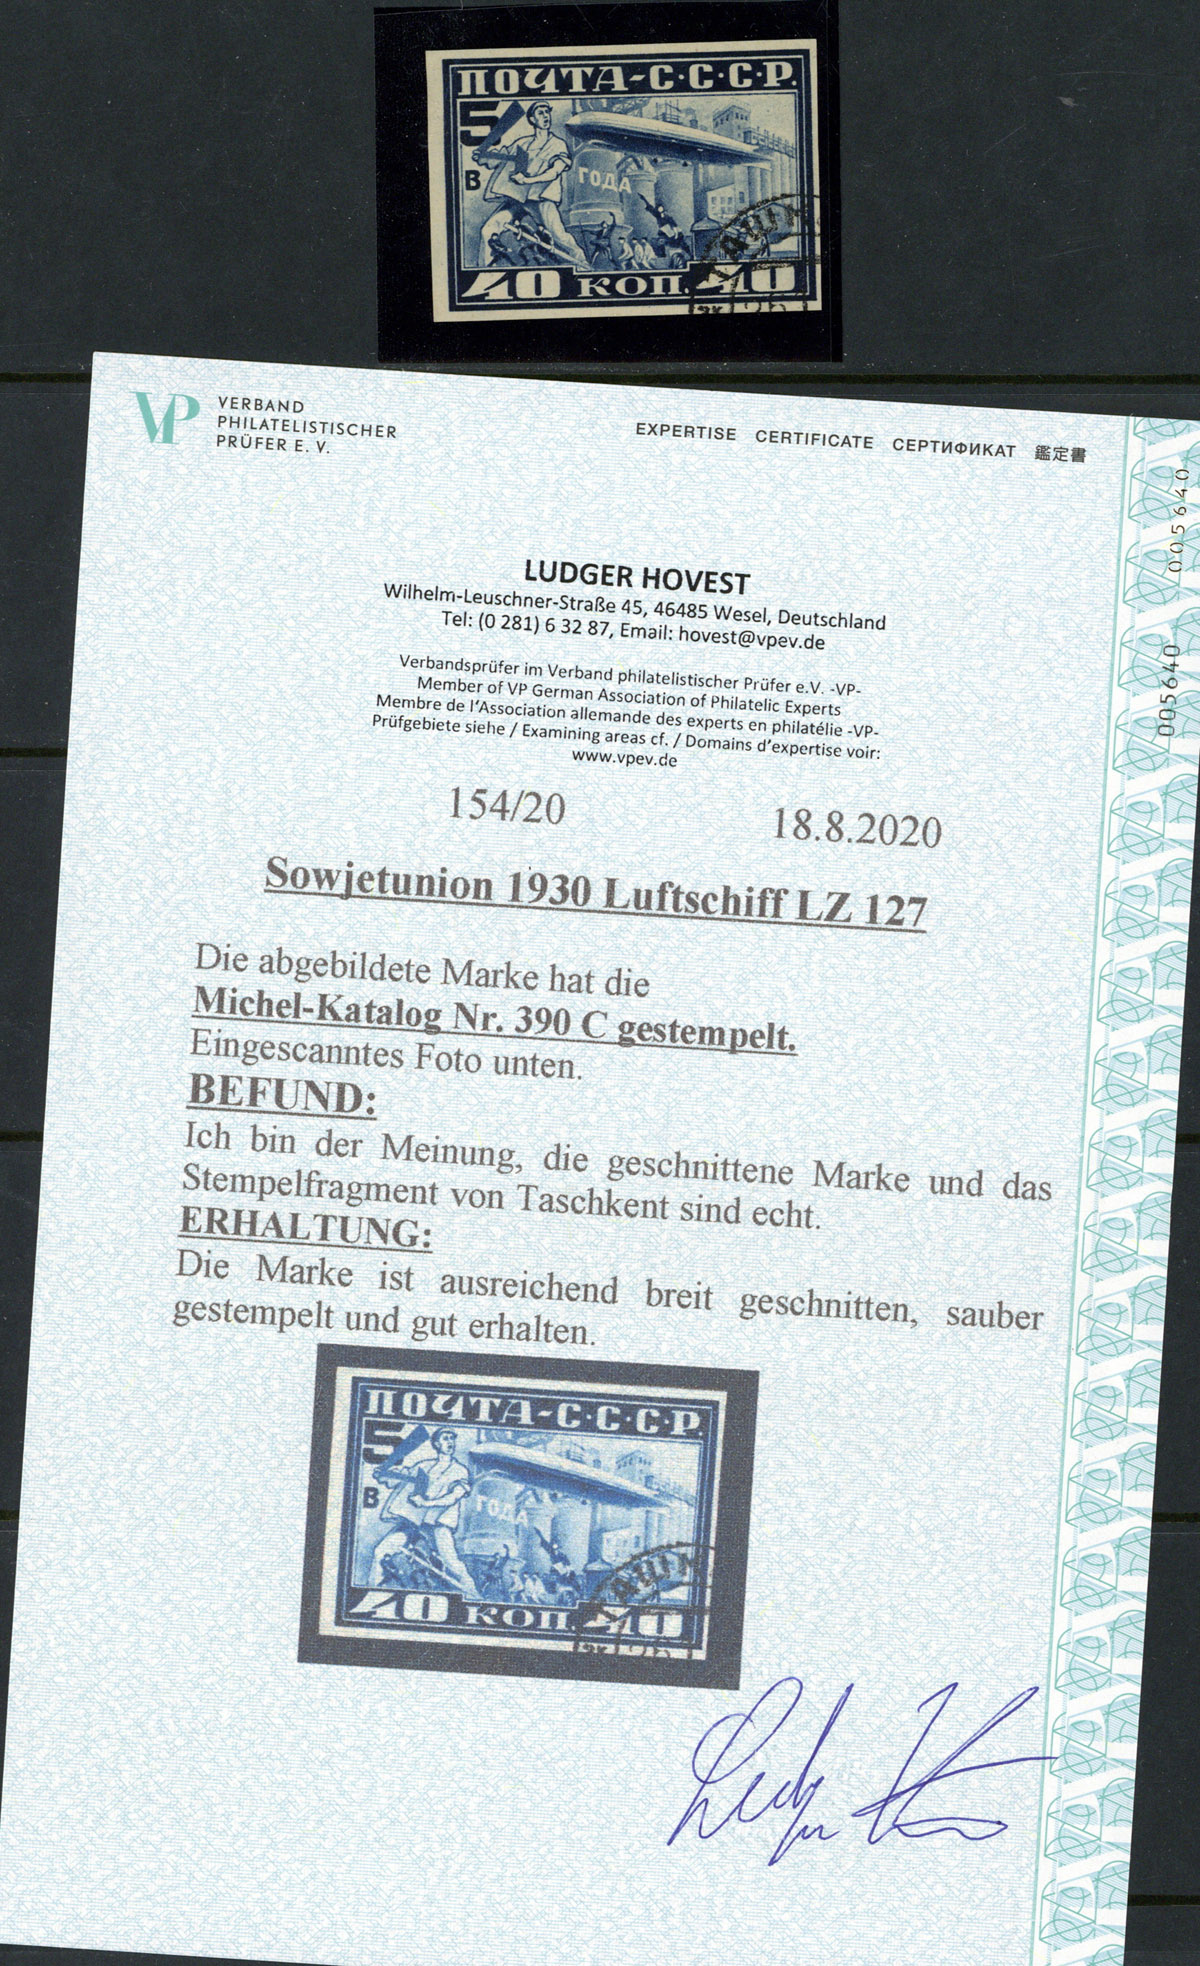 ПОЧТА-С·С·С·Р.
5
В
ГОДА
ТАШК
40 КОП. 40
VP VERBAND
PHILATELISTISCHER
PRÜFER E. V.
EXPERTISE CERTIFICATE СЕРТИФИКАТ 鑑定書
005640
005640
LUDGER HOVEST
Wilhelm-Leuschner-Straße 45, 46485 Wesel, Deutschland
Tel: (0 281) 6 32 87, Email: hovest@vpev.de
Verbandsprüfer im Verband philatelistischer Prüfer e.V. -VP-
Member of VP German Association of Philatelic Experts
Membre de l'Association allemande des experts en philatélie -VP-
Prüfgebiete siehe / Examining areas cf. / Domains d'expertise voir:
www.vpev.de
154/20 18.8.2020
Sowjetunion 1930 Luftschiff LZ 127
Die abgebildete Marke hat die
Michel-Katalog Nr. 390 C gestempelt.
Eingescanntes Foto unten.
BEFUND:
Ich bin der Meinung, die geschnittene Marke und das
Stempelfragment von Taschkent sind echt.
ERHALTUNG:
Die Marke ist ausreichend breit geschnitten, sauber
gestempelt und gut erhalten.
ПОЧТА-С·С·С·Р.
5
В
ГОДА
ТАШК
40 КОП. 40